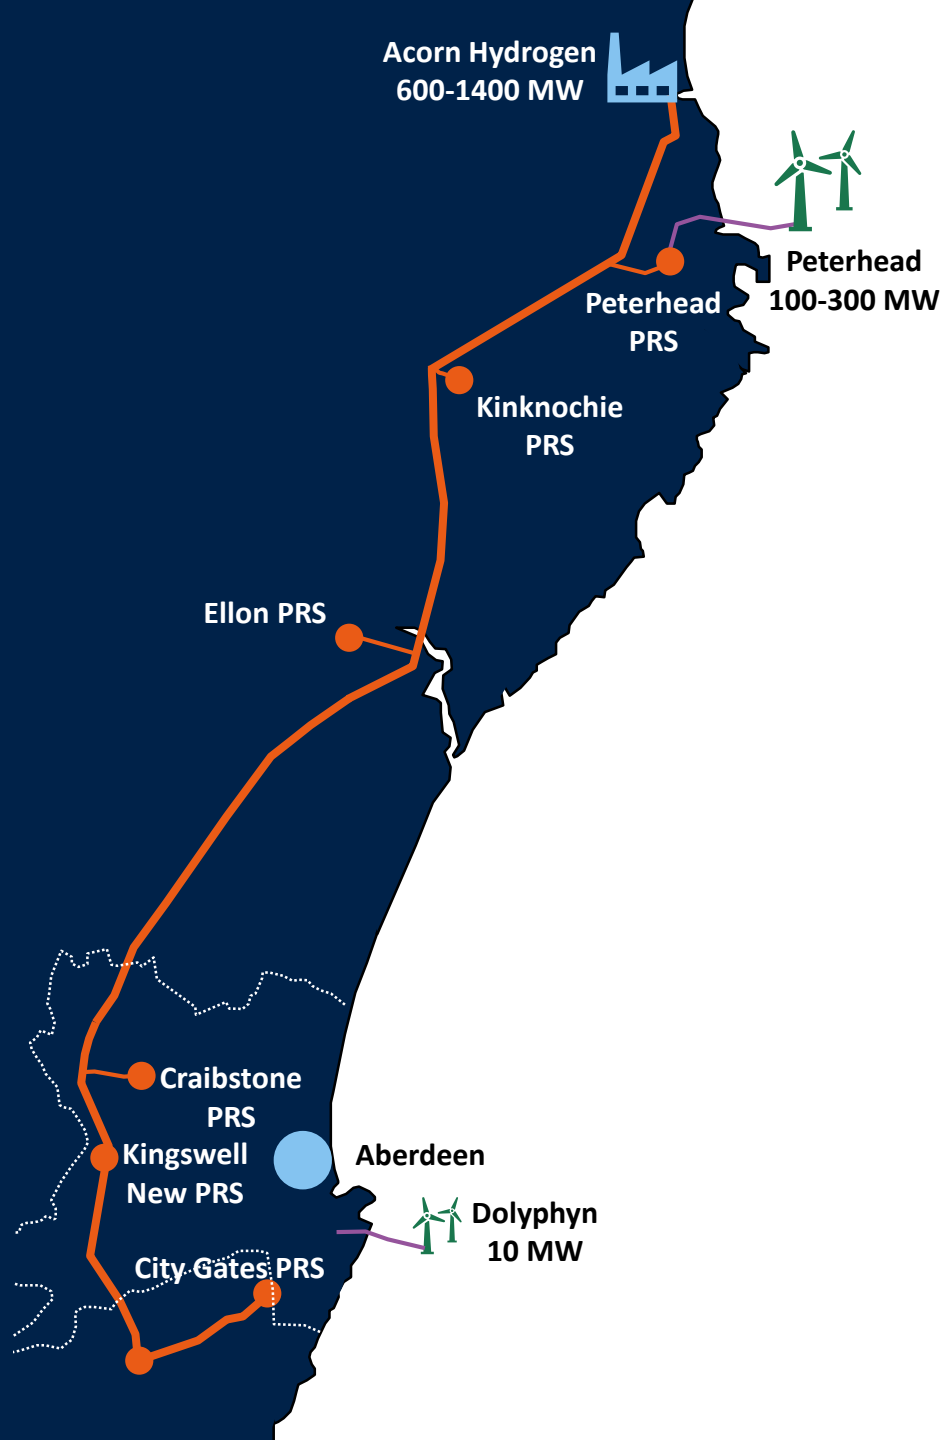 Acorn Hydrogen
600-1400 MW
Peterhead
100-300 MW
Peterhead
PRS
Kinknochie
PRS
Ellon PRS
Craibstone
PRS
Kingswell
New PRS
Aberdeen
Dolyphyn
10 MW
City Gates PRS